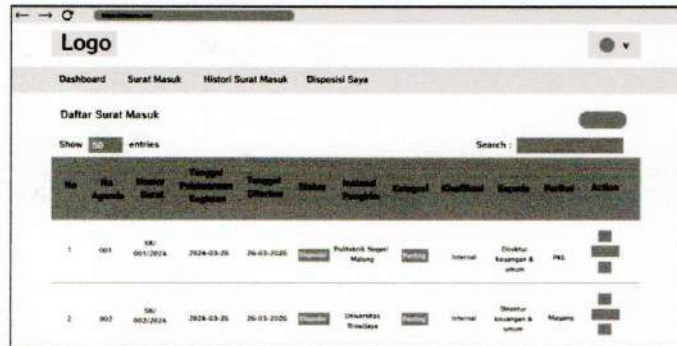 Logo
v
Dashboard Surat Masuk Histori Surat Masuk Disposisi Saya
Daftar Surat Masuk
Show 50 entries Search :
No No Agenda Nomor Surat Tanggal Pelaksanaan Kegiatan Tanggal Diterima Status Instansi Pengirim Kategori Klasifikasi Kepada Perihal Action
1 001 001/2024 2024-03-26 26-03-2026 Politeknik Negeri Malang Penting Internal Direktur keuangan & umum PKL
2 002 002/2024 2024-03-26 26-03-2026 Universitas Brawijaya Penting Internal Direktur keuangan & umum Magang